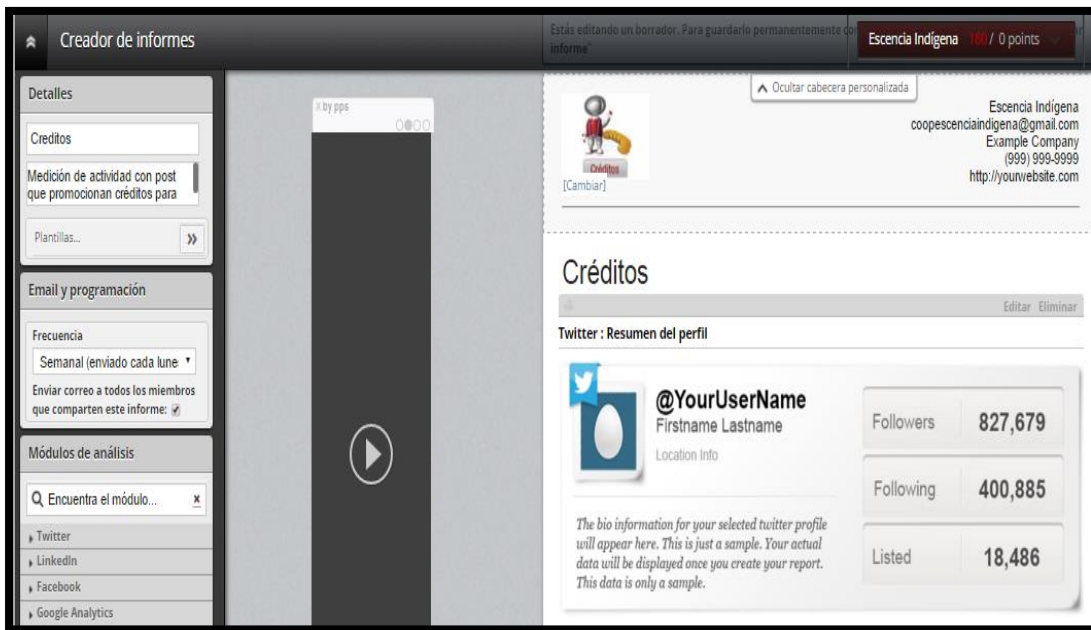 Creador de informes
Estás editando un borrador. Para guardarlo permanentemente
informe"
Escencia Indígena 180 / 0 points
Detalles
Creditos
Medición de actividad con post
que promocionan créditos para
Plantillas...
Email y programación
Frecuencia
Semanal (enviado cada lune
Enviar correo a todos los miembros
que comparten este informe:
Módulos de análisis
Encuentra el módulo... x
Twitter
LinkedIn
Facebook
Google Analytics
X by pps
Ocultar cabecera personalizada
Créditos
[Cambiar]
Escencia Indígena
coopescenciaindigena@gmail.com
Example Company
(999) 999-9999
http://yourwebsite.com
Créditos
Editar Eliminar
Twitter : Resumen del perfil
@YourUserName
Firstname Lastname
Location Info
The bio information for your selected twitter profile
will appear here. This is just a sample. Your actual
data will be displayed once you create your report.
This data is only a sample.
Followers 827,679
Following 400,885
Listed 18,486